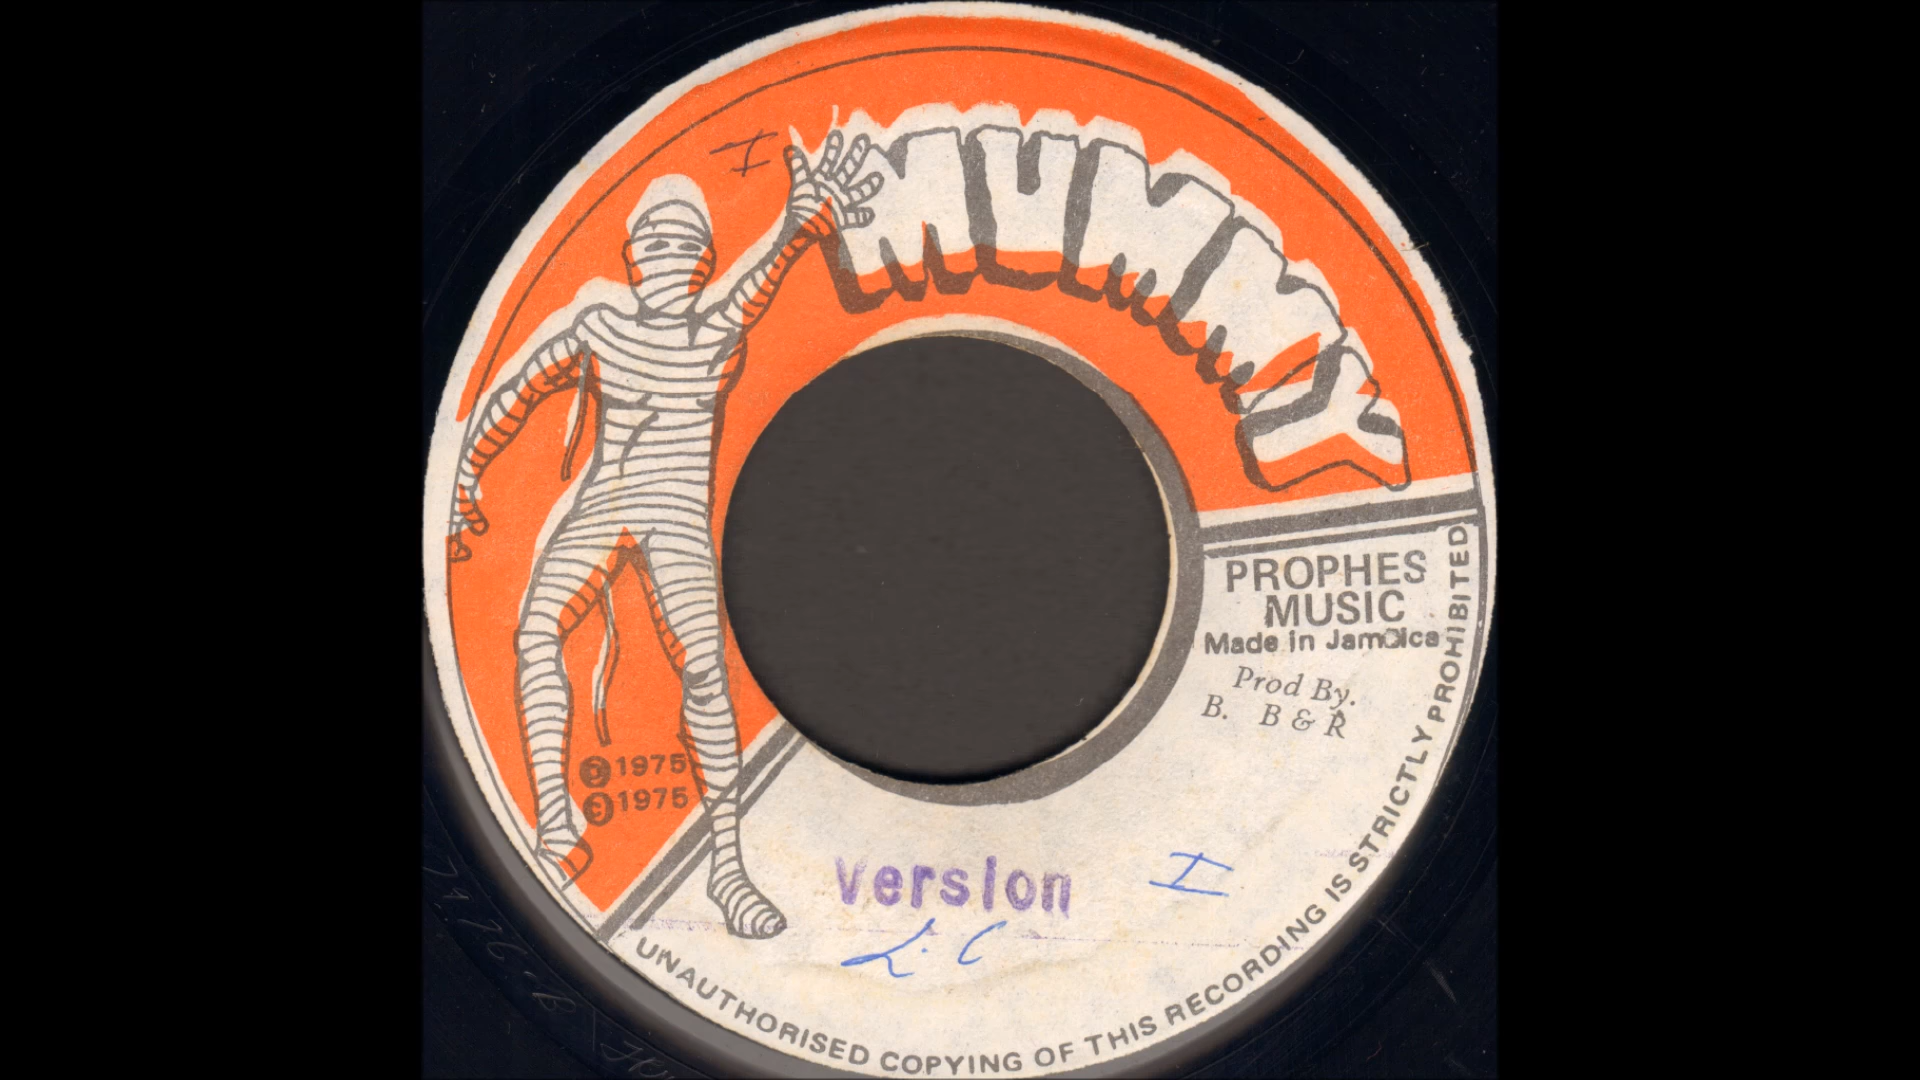 MUMMY
PROPHES
MUSIC
Made in Jamaica
Prod By.
B. B & R
℗ 1975
© 1975
Version
I
L. C
I
UNAUTHORISED COPYING OF THIS RECORDING IS STRICTLY PROHIBITED